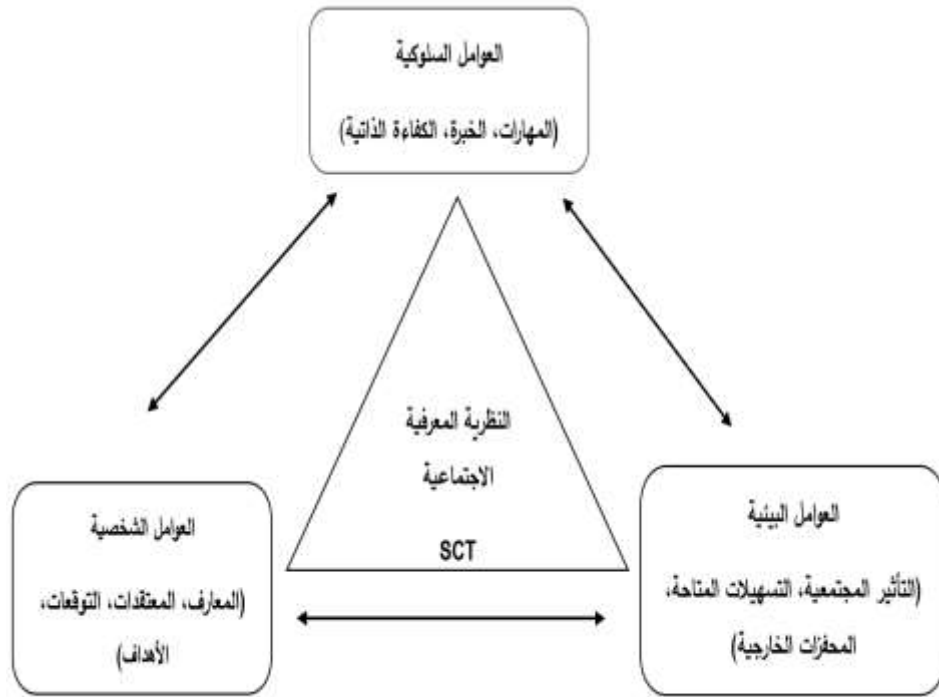 العوامل السلوكية
(المهارات، الخبرة، الكفاءة الذاتية)
النظرية المعرفية
الاجتماعية
SCT
العوامل البيئية
(التأثير المجتمعية، التسهيلات المتاحة،
المحفزات الخارجية)
العوامل الشخصية
(المعارف، المعتقدات، التوقعات،
الأهداف)